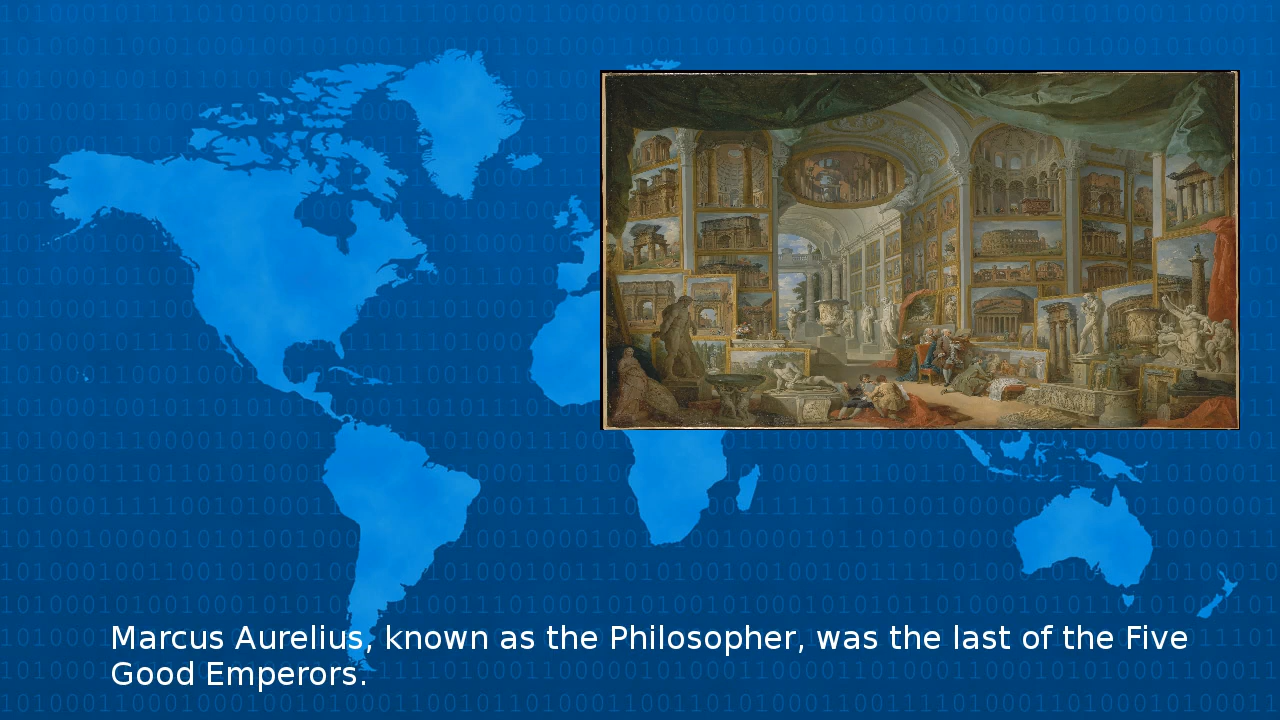 Marcus Aurelius, known as the Philosopher, was the last of the Five
Good Emperors.